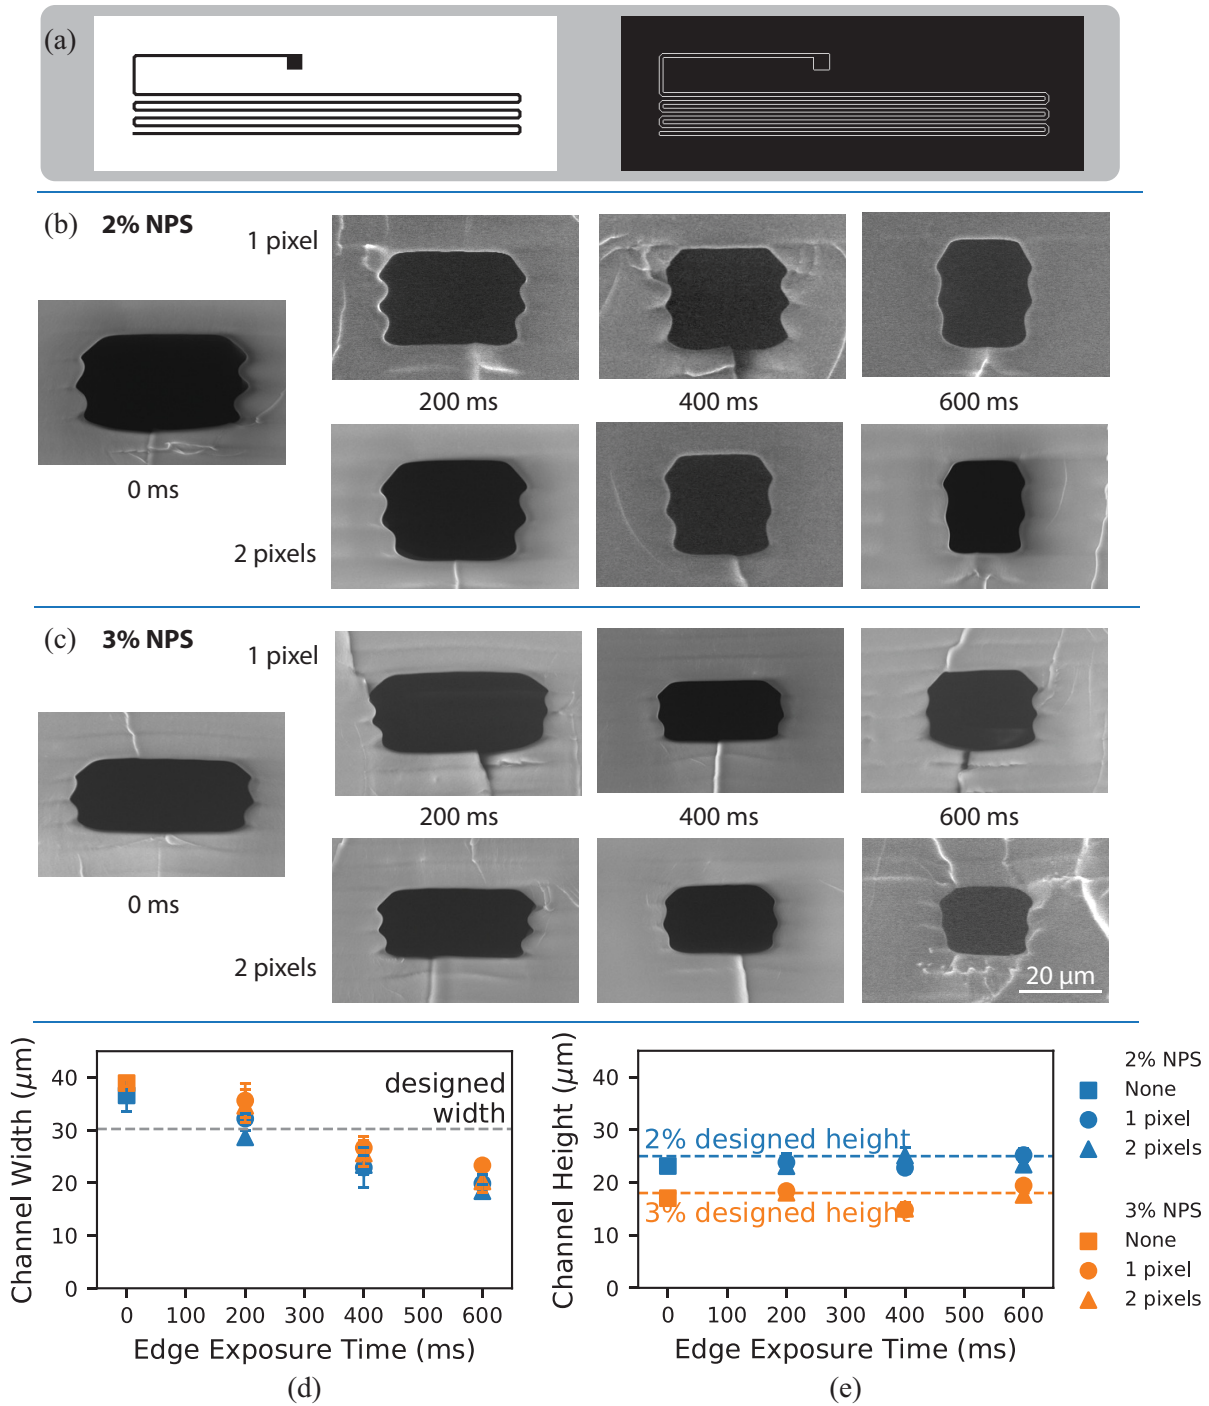 (a)
(b) 2% NPS
1 pixel
0 ms
200 ms 400 ms 600 ms
2 pixels
(c) 3% NPS
1 pixel
0 ms
200 ms 400 ms 600 ms
2 pixels
20 μm
Channel Width (μm)
40
30
20
10
0
designed
width
0 100 200 300 400 500 600
Edge Exposure Time (ms)
(d)
Channel Height (μm)
40
30
20
10
0
2% designed height
3% designed height
0 100 200 300 400 500 600
Edge Exposure Time (ms)
(e)
2% NPS
None
1 pixel
2 pixels
3% NPS
None
1 pixel
2 pixels